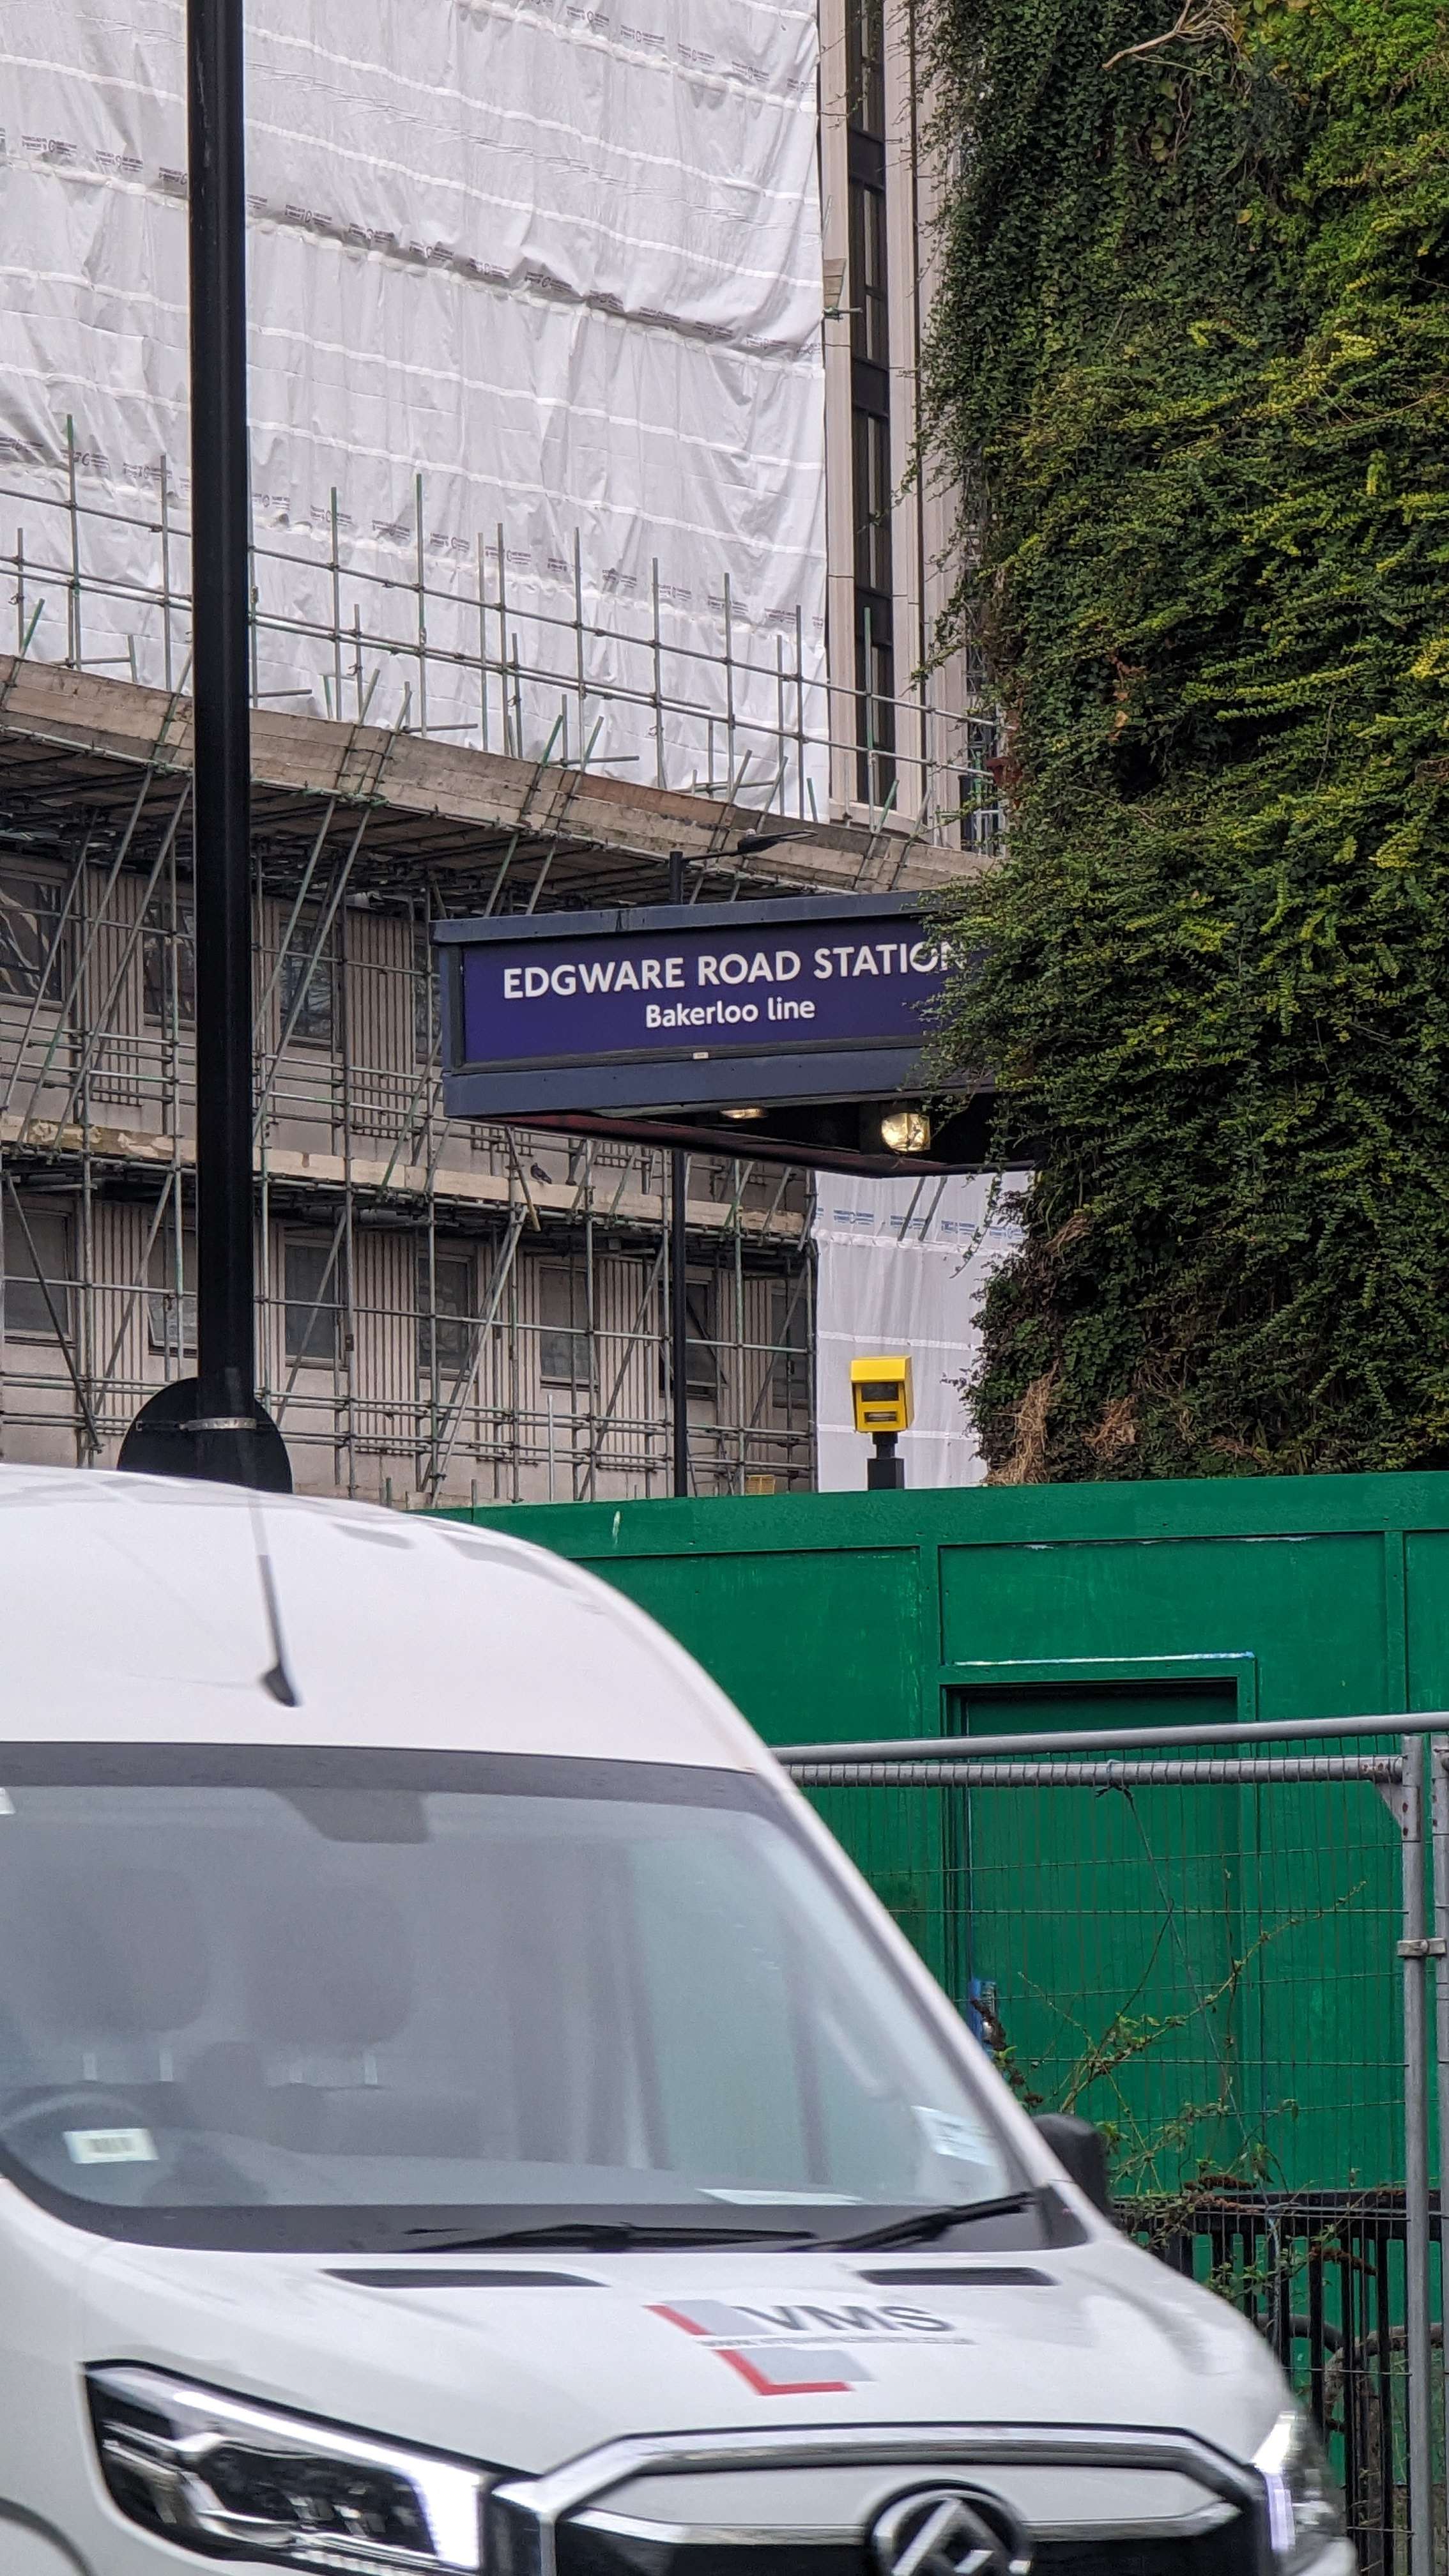 EDGWARE ROAD STATION
Bakerloo line
VMS